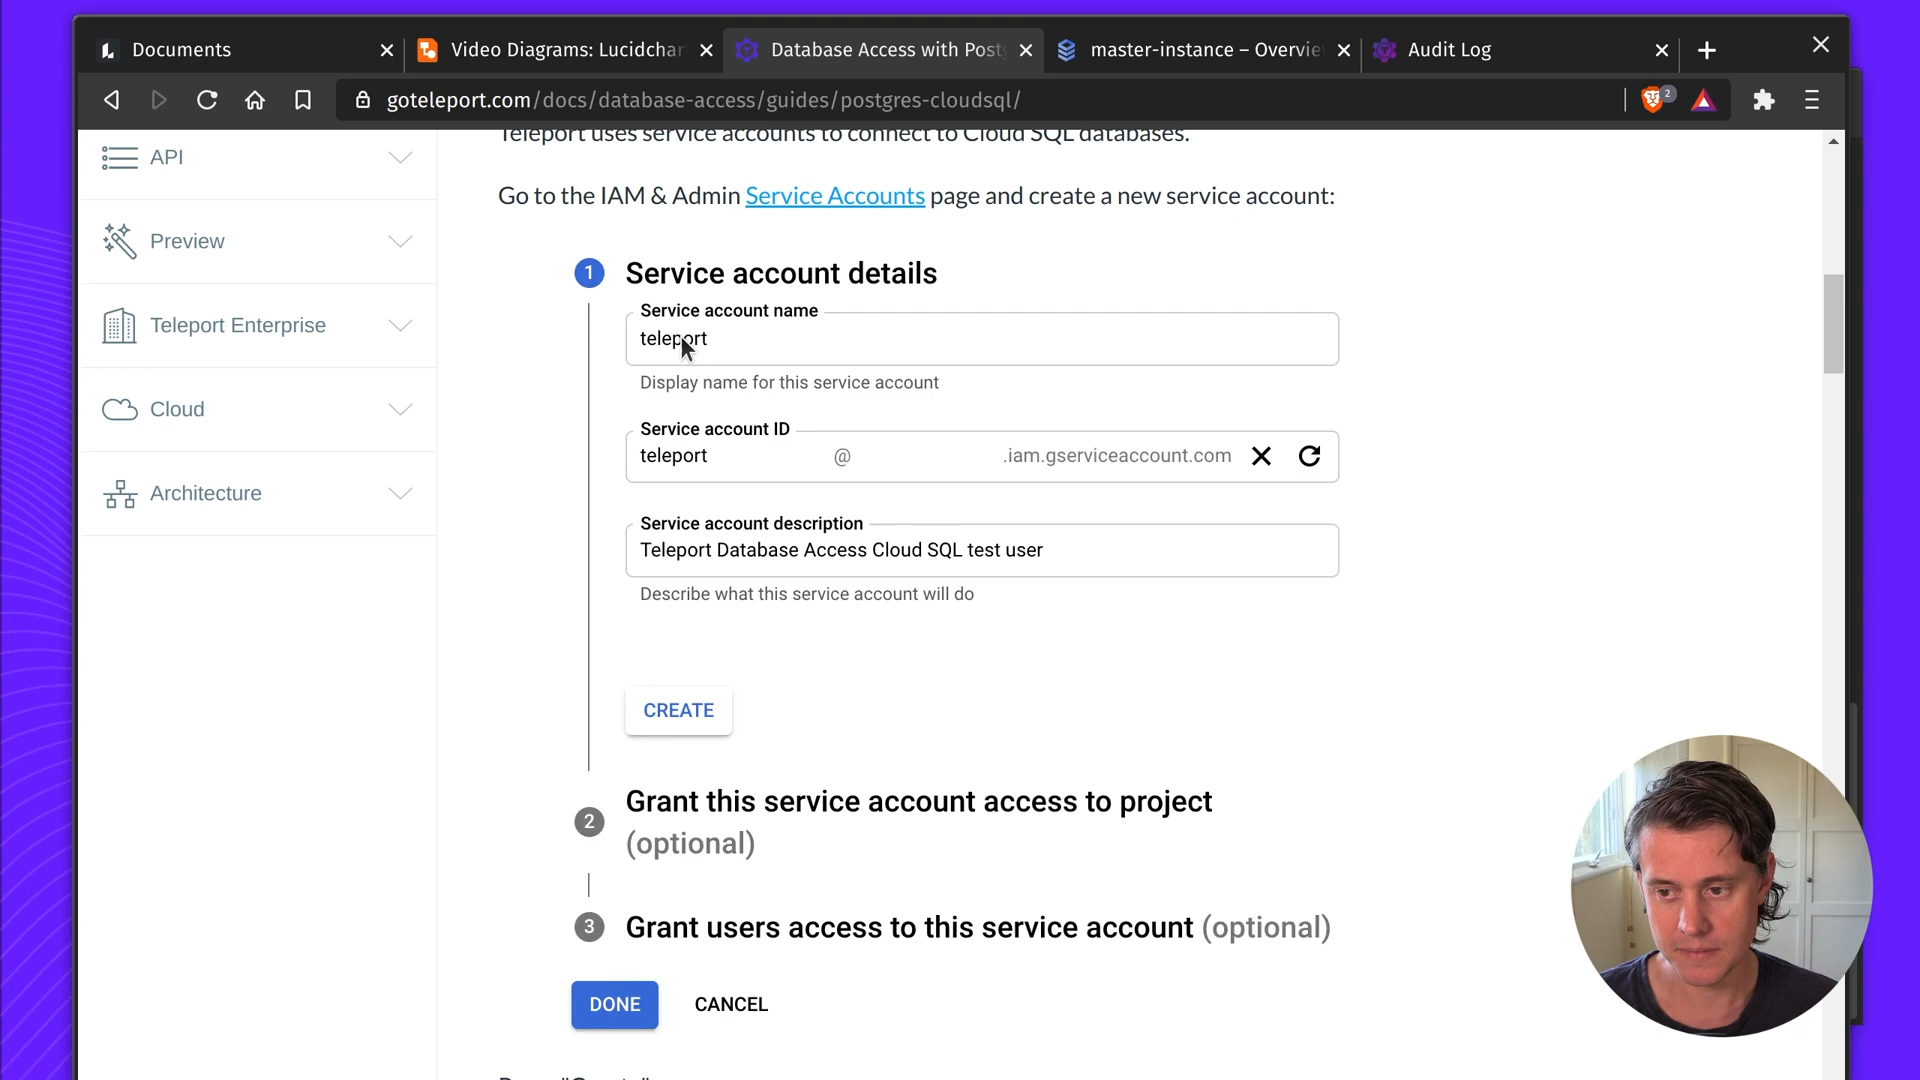 Documents
Video Diagrams: Lucidchar
Database Access with Post
master-instance – Overvie
Audit Log
goteleport.com/docs/database-access/guides/postgres-cloudsql/
2
API
Preview
Teleport Enterprise
Cloud
Architecture
Teleport uses service accounts to connect to Cloud SQL databases.
Go to the IAM & Admin Service Accounts page and create a new service account:
1 Service account details
Service account name
teleport
Display name for this service account
Service account ID
teleport @ .iam.gserviceaccount.com
Service account description
Teleport Database Access Cloud SQL test user
Describe what this service account will do
CREATE
2 Grant this service account access to project
(optional)
3 Grant users access to this service account (optional)
DONE CANCEL